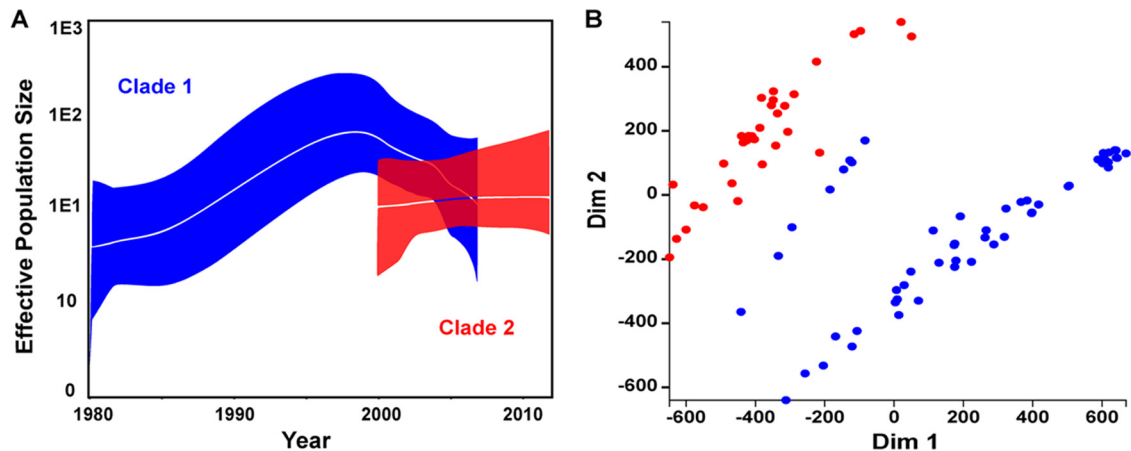 A
1E3
1E2
1E1
10
0
Effective Population Size
Clade 1
Clade 2
1980
1990
2000
2010
Year
B
400
200
0
-200
-400
-600
Dim 2
-600
-400
-200
0
200
400
600
Dim 1